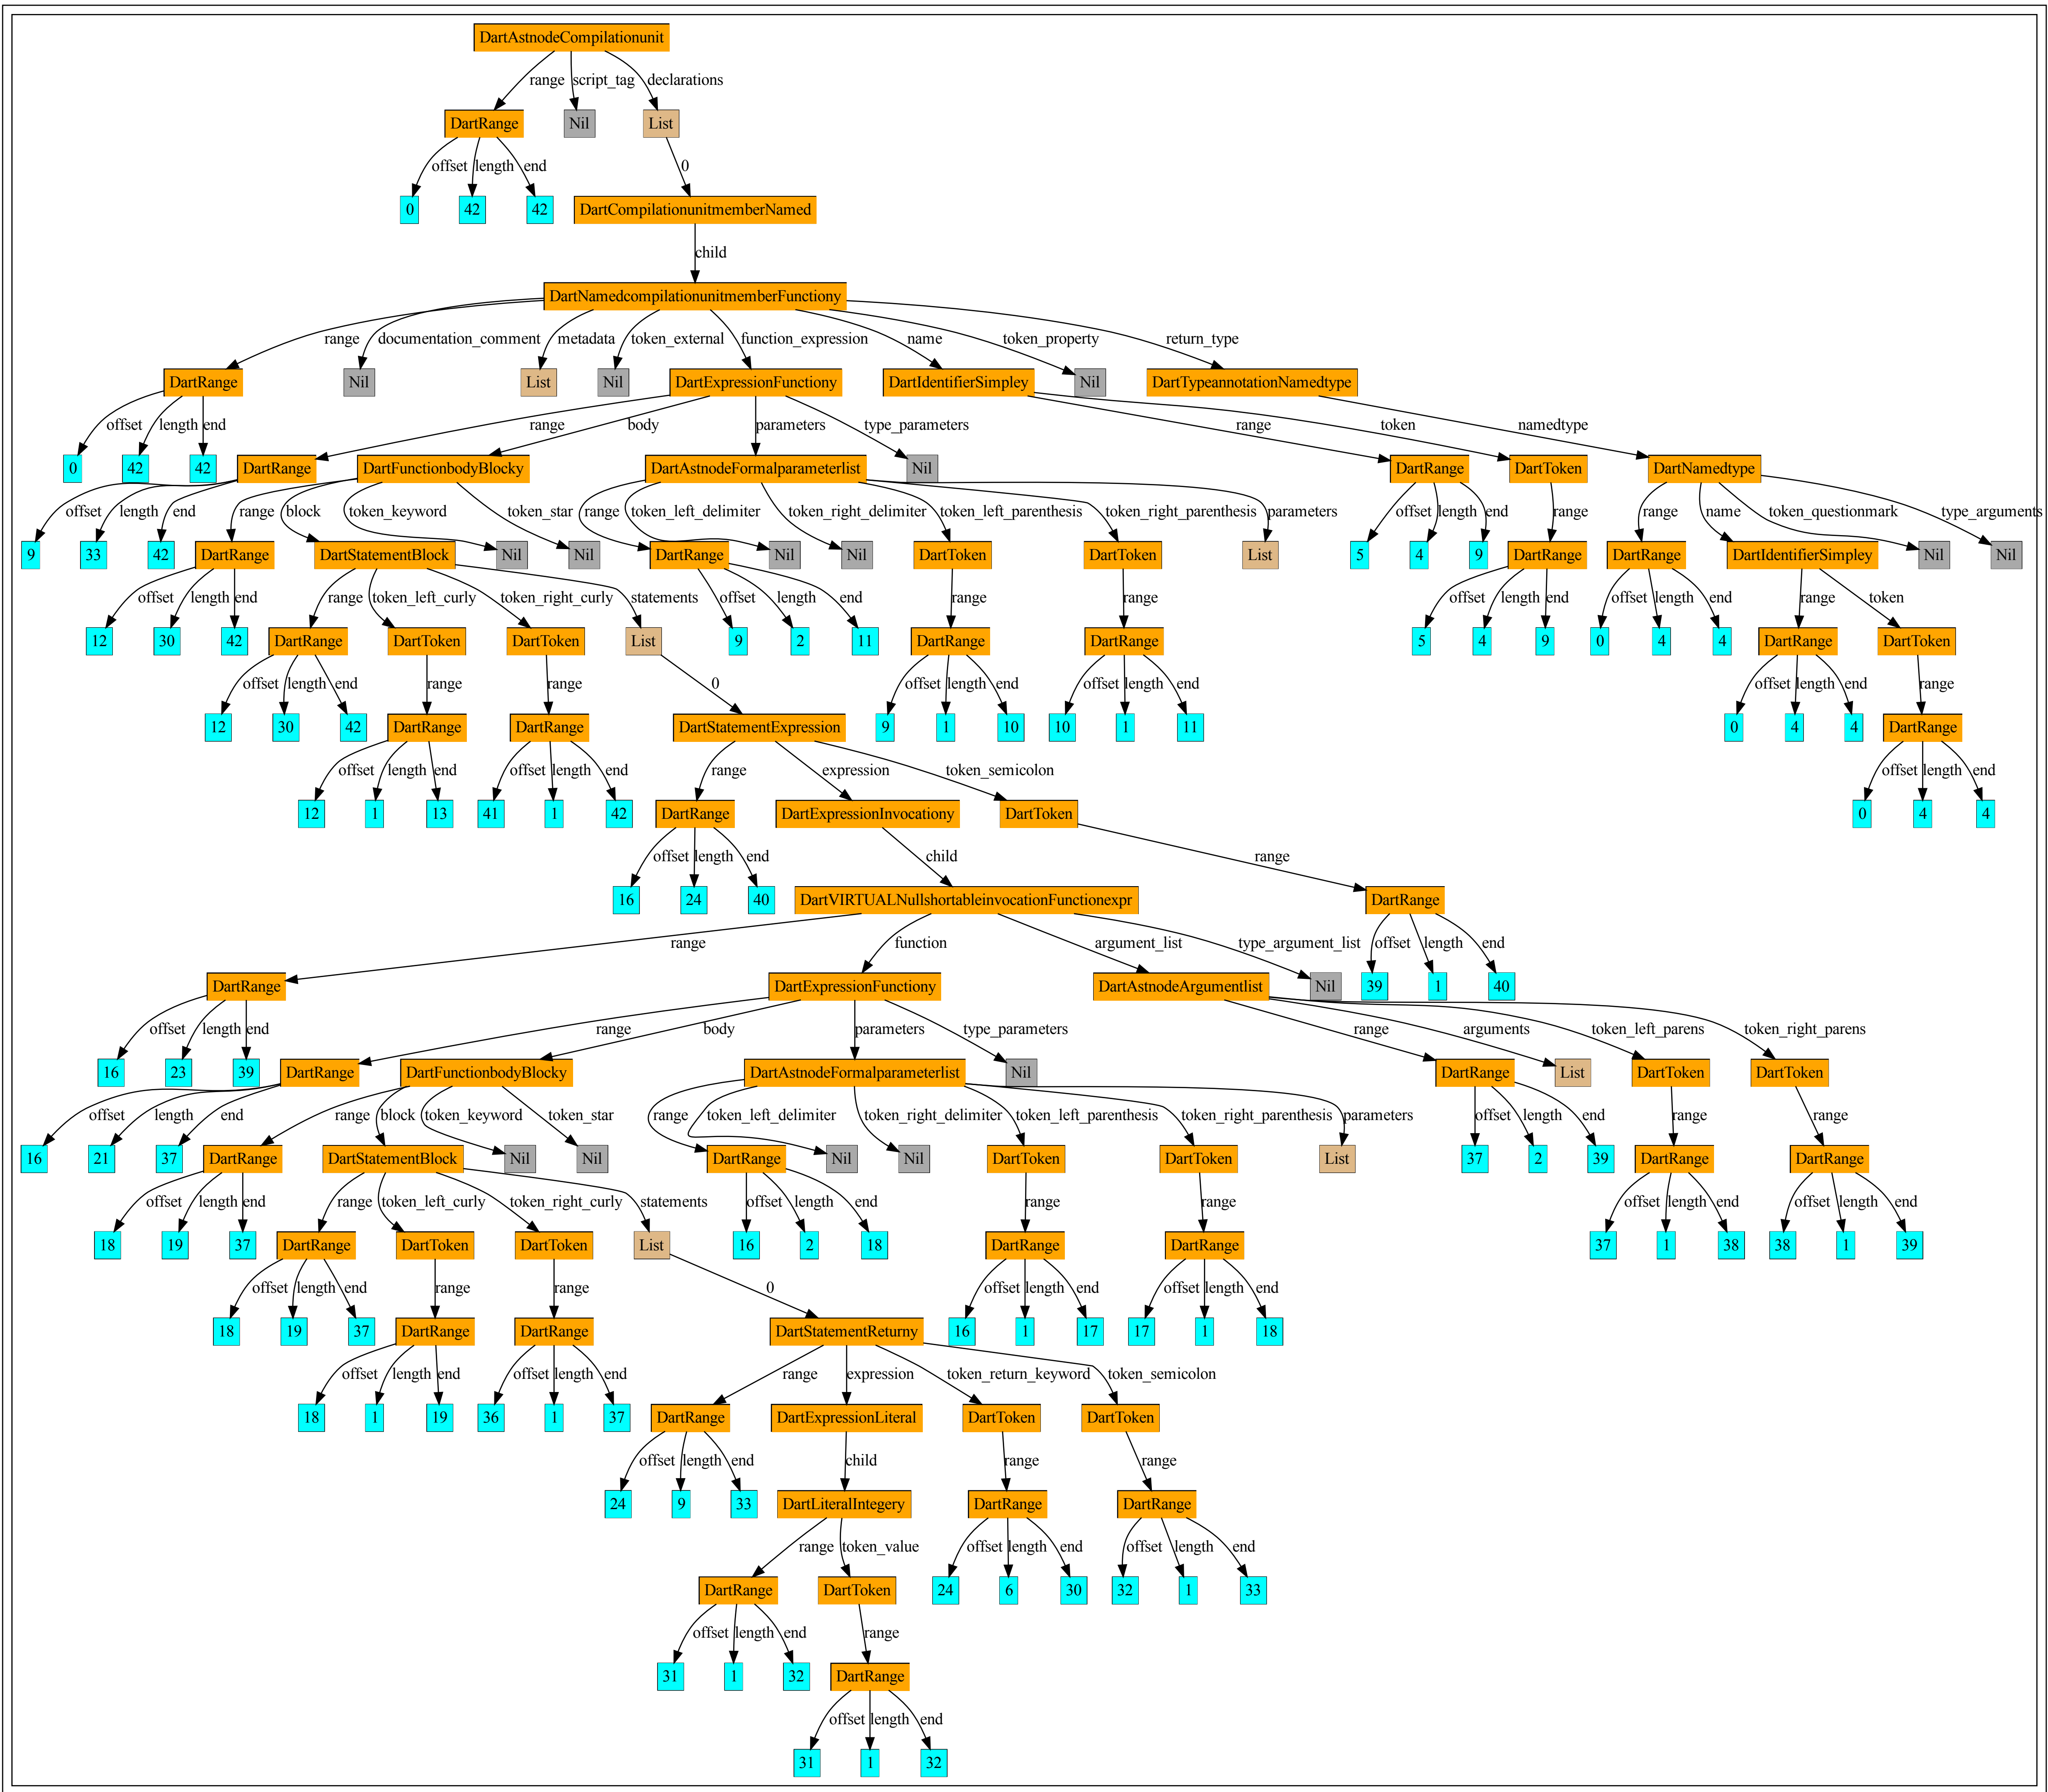 DartAstnodeCompilationunit
range script_tag declarations
DartRange Nil List
offset length end 0
0 42 42 DartCompilationunitmemberNamed
child
DartNamedcompilationunitmemberFunctiony
range documentation_comment metadata token_external function_expression name token_property return_type
DartRange Nil List Nil DartExpressionFunctiony DartIdentifierSimpley Nil DartTypeannotationNamedtype
offset length end range body parameters type_parameters range token namedtype
0 42 42 DartRange DartFunctionbodyBlocky DartAstnodeFormalparameterlist Nil DartRange DartToken DartNamedtype
offset length end range block token_keyword token_star range token_left_delimiter token_right_delimiter token_left_parenthesis token_right_parenthesis parameters offset length end range range name token_questionmark type_arguments
9 33 42 DartRange DartStatementBlock Nil Nil DartRange Nil Nil DartToken DartToken List 5 4 9 DartRange DartRange DartIdentifierSimpley Nil Nil
offset length end range token_left_curly token_right_curly statements offset length end range range offset length end offset length end range token
12 30 42 DartRange DartToken DartToken List 9 2 11 DartRange DartRange 5 4 9 0 4 4 DartRange DartToken
offset length end range range 0 offset length end offset length end offset length end range
12 30 42 DartRange DartRange DartStatementExpression 9 1 10 10 1 11 0 4 4 DartRange
offset length end offset length end range expression token_semicolon offset length end
12 1 13 41 1 42 DartRange DartExpressionInvocationy DartToken 0 4 4
offset length end child range
16 24 40 DartVIRTUALNullshortableinvocationFunctionexpr DartRange
range function argument_list type_argument_list offset length end
DartRange DartExpressionFunctiony DartAstnodeArgumentlist Nil 39 1 40
offset length end range body parameters type_parameters range arguments token_left_parens token_right_parens
16 23 39 DartRange DartFunctionbodyBlocky DartAstnodeFormalparameterlist Nil DartRange List DartToken DartToken
offset length end range block token_keyword token_star range token_left_delimiter token_right_delimiter token_left_parenthesis token_right_parenthesis parameters offset length end range range
16 21 37 DartRange DartStatementBlock Nil Nil DartRange Nil Nil DartToken DartToken List 37 2 39 DartRange DartRange
offset length end range token_left_curly token_right_curly statements offset length end range range offset length end offset length end
18 19 37 DartRange DartToken DartToken List 16 2 18 DartRange DartRange 37 1 38 38 1 39
offset length end range range 0 offset length end offset length end
18 19 37 DartRange DartRange DartStatementReturny 16 1 17 17 1 18
offset length end offset length end range expression token_return_keyword token_semicolon
18 1 19 36 1 37 DartRange DartExpressionLiteral DartToken DartToken
offset length end child range range
24 9 33 DartLiteralIntegery DartRange DartRange
range token_value offset length end offset length end
DartRange DartToken 24 6 30 32 1 33
offset length end range
31 1 32 DartRange
offset length end
31 1 32